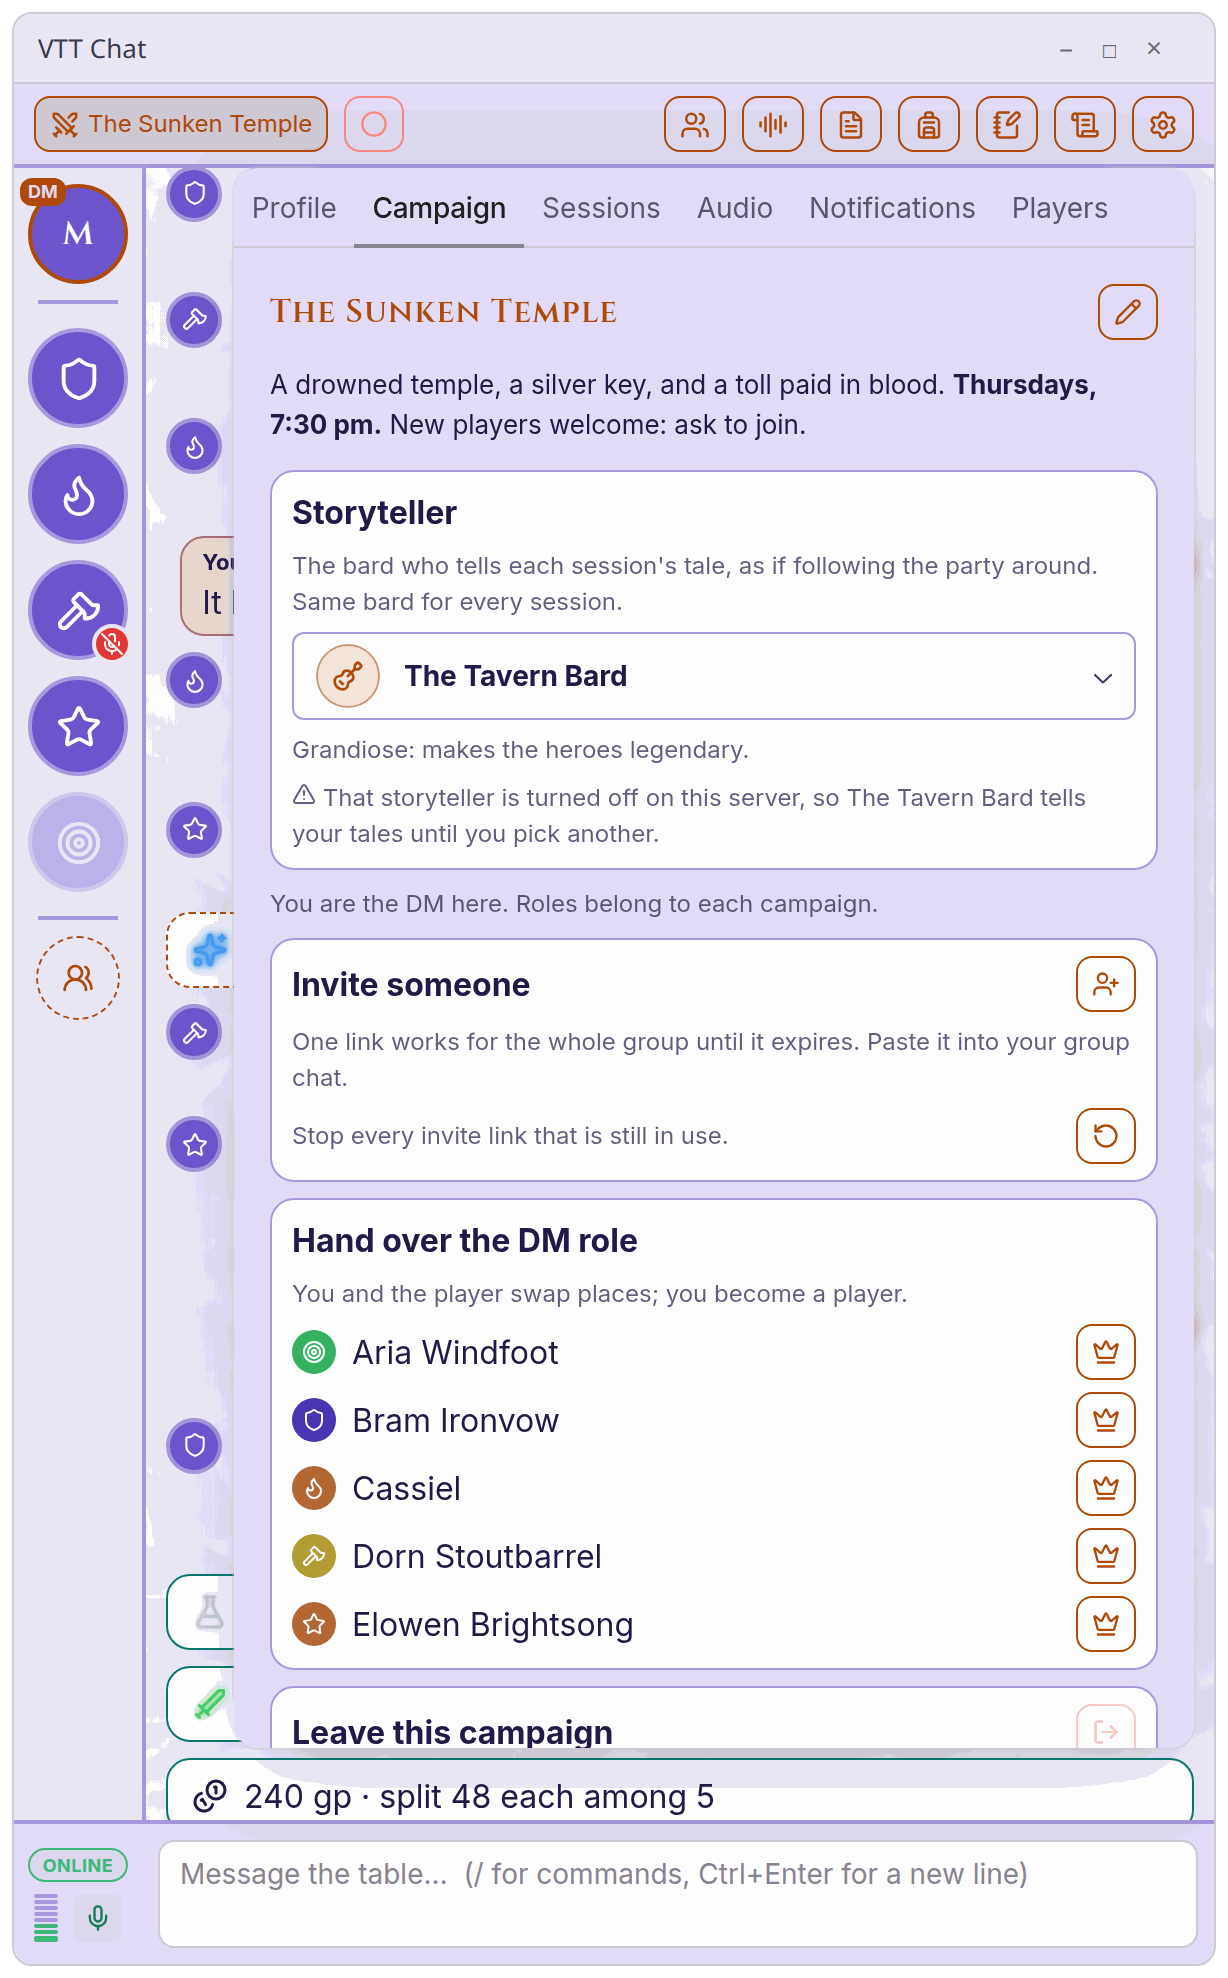 VTT Chat
The Sunken Temple
DM
M
Profile Campaign Sessions Audio Notifications Players
The Sunken Temple
A drowned temple, a silver key, and a toll paid in blood. Thursdays,
7:30 pm. New players welcome: ask to join.
You
It
Storyteller
The bard who tells each session's tale, as if following the party around.
Same bard for every session.
The Tavern Bard
Grandiose: makes the heroes legendary.
That storyteller is turned off on this server, so The Tavern Bard tells
your tales until you pick another.
You are the DM here. Roles belong to each campaign.
Invite someone
One link works for the whole group until it expires. Paste it into your group
chat.
Stop every invite link that is still in use.
Hand over the DM role
You and the player swap places; you become a player.
Aria Windfoot
Bram Ironvow
Cassiel
Dorn Stoutbarrel
Elowen Brightsong
Leave this campaign
240 gp · split 48 each among 5
ONLINE
Message the table... (/ for commands, Ctrl+Enter for a new line)